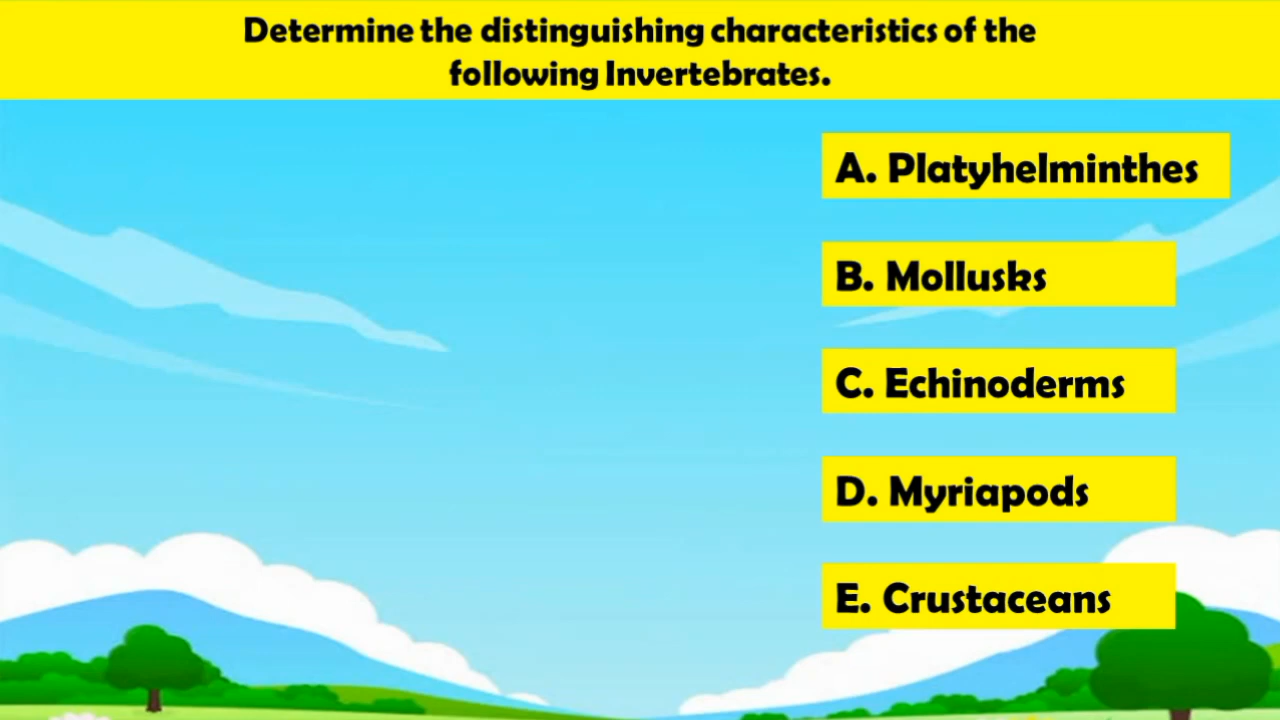 Determine the distinguishing characteristics of the
following Invertebrates.
A. Platyhelminthes
B. Mollusks
C. Echinoderms
D. Myriapods
E. Crustaceans